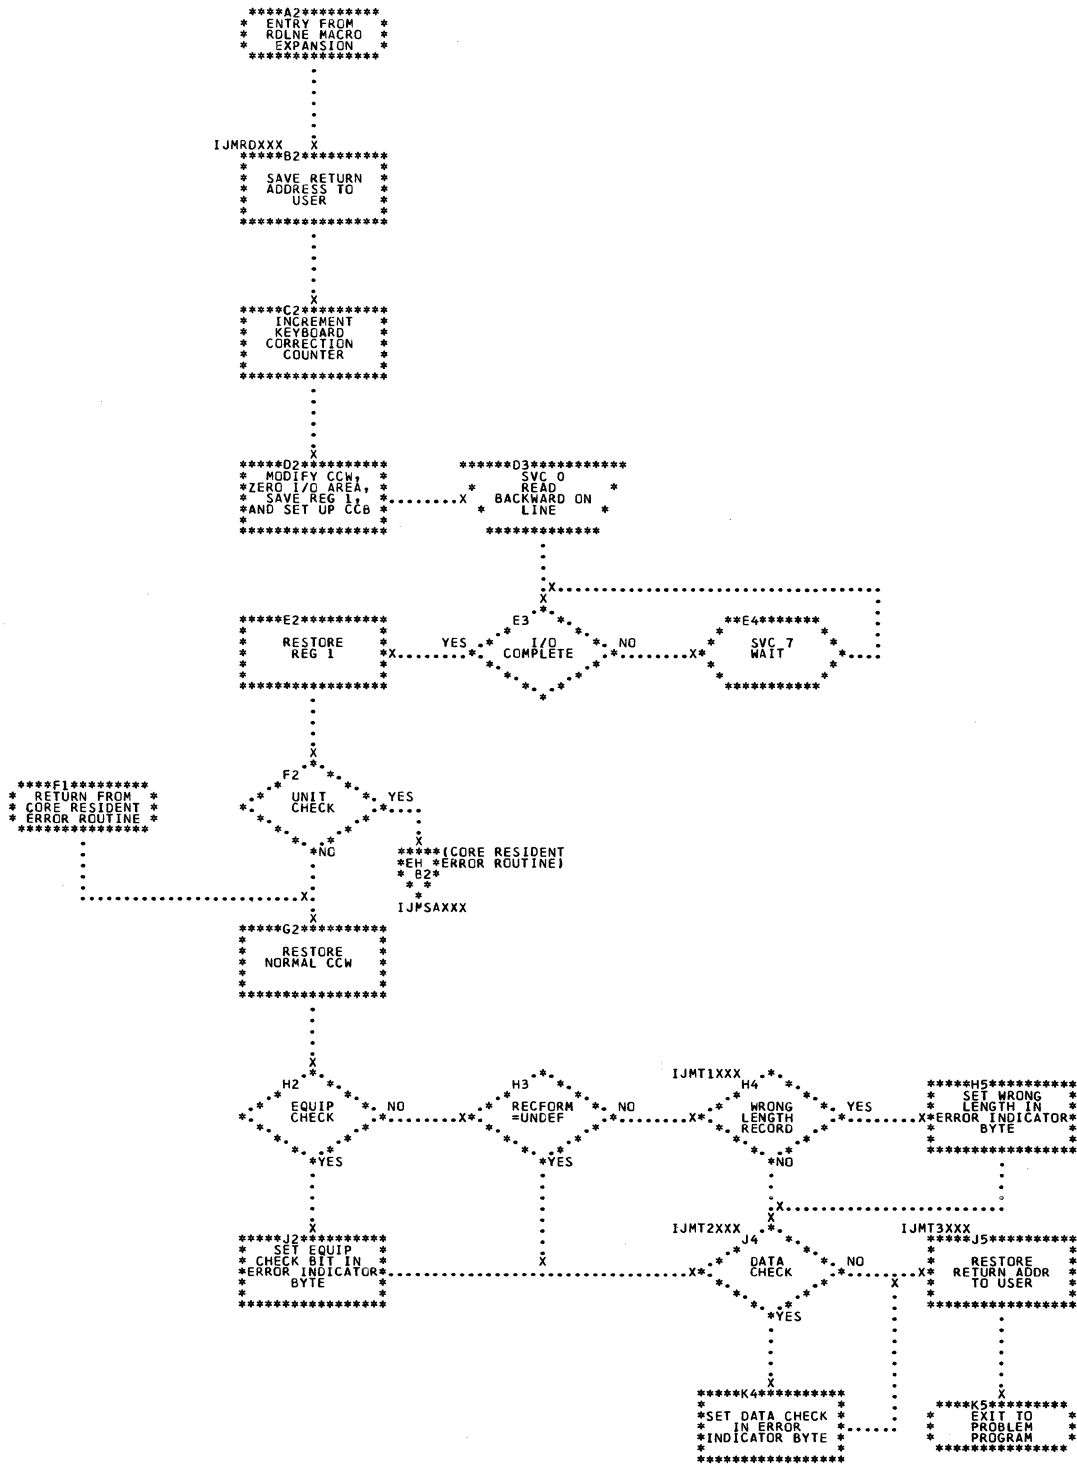 ****A2*********
ENTRY FROM
RDLNE MACRO
EXPANSION
IJMRDXXX
*****B2**********
SAVE RETURN
ADDRESS TO
USER
*****C2**********
INCREMENT
KEYBOARD
CORRECTION
COUNTER
*****D2**********
MODIFY CCW,
ZERO I/O AREA,
SAVE REG 1,
AND SET UP CCB
******D3***********
SVC 0
READ
BACKWARD ON
LINE
*****E2**********
RESTORE
REG 1
YES
E3
I/O
COMPLETE
NO
**E4*******
SVC 7
WAIT
****F1*********
RETURN FROM
CORE RESIDENT
ERROR ROUTINE
F2
UNIT
CHECK
YES
*NO
*****(CORE RESIDENT
*EH *ERROR ROUTINE)
* B2*
IJMSAXXX
*****G2**********
RESTORE
NORMAL CCW
H2
EQUIP
CHECK
NO
*YES
H3
RECFORM
=UNDEF
NO
*YES
IJMT1XXX
H4
WRONG
LENGTH
RECORD
YES
*NO
*****H5**********
SET WRONG
LENGTH IN
*ERROR INDICATOR*
BYTE
*****J2**********
SET EQUIP
CHECK BIT IN
*ERROR INDICATOR*
BYTE
IJMT2XXX
J4
DATA
CHECK
NO
*YES
IJMT3XXX
*****J5**********
RESTORE
RETURN ADDR
TO USER
*****K4**********
*SET DATA CHECK *
IN ERROR
*INDICATOR BYTE *
****K5*********
EXIT TO
PROBLEM
PROGRAM